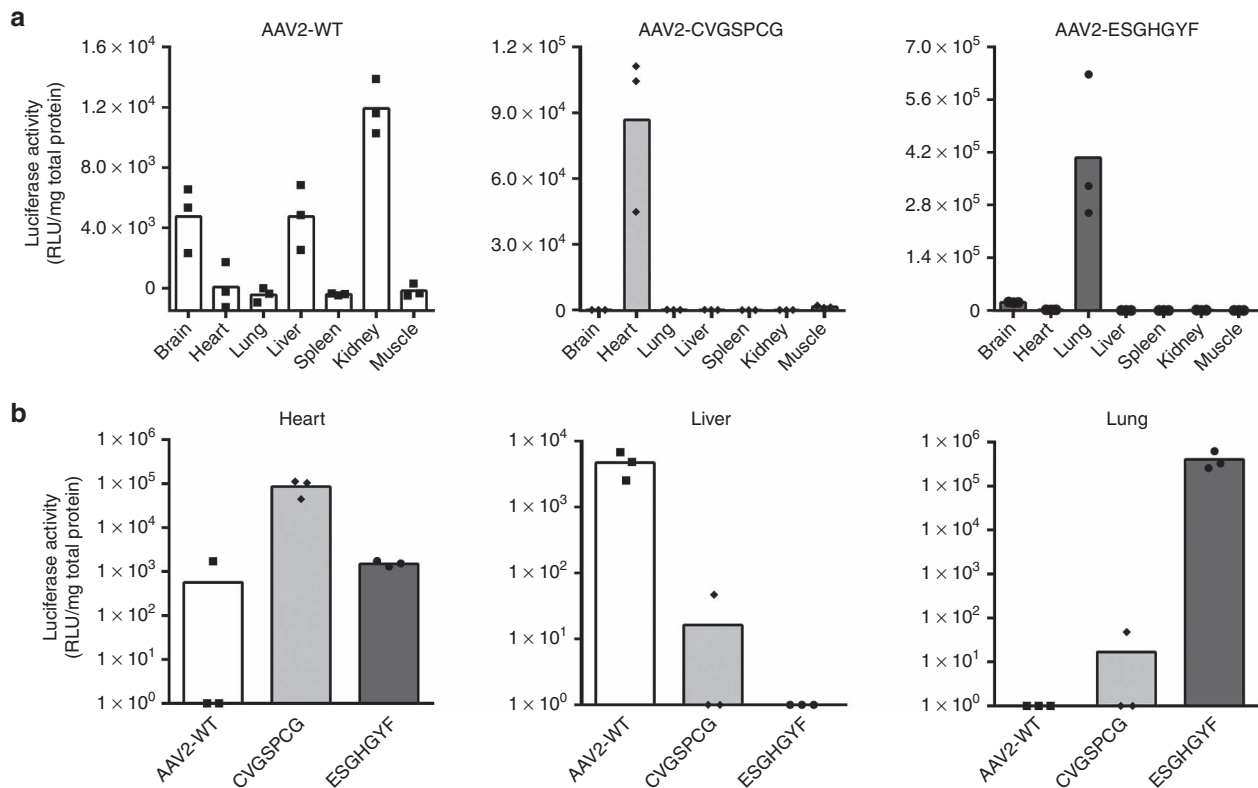 a
AAV2-WT
Luciferase activity
(RLU/mg total protein)
1.6 × 10⁴
1.2 × 10⁴
8.0 × 10³
4.0 × 10³
0
Brain
Heart
Lung
Liver
Spleen
Kidney
Muscle
AAV2-CVGSPCG
1.2 × 10⁵
9.0 × 10⁴
6.0 × 10⁴
3.0 × 10⁴
0
Brain
Heart
Lung
Liver
Spleen
Kidney
Muscle
AAV2-ESGHGYF
7.0 × 10⁵
5.6 × 10⁵
4.2 × 10⁵
2.8 × 10⁵
1.4 × 10⁵
0
Brain
Heart
Lung
Liver
Spleen
Kidney
Muscle
b
Heart
Luciferase activity
(RLU/mg total protein)
1 × 10⁶
1 × 10⁵
1 × 10⁴
1 × 10³
1 × 10²
1 × 10¹
1 × 10⁰
AAV2-WT
CVGSPCG
ESGHGYF
Liver
1 × 10⁴
1 × 10³
1 × 10²
1 × 10¹
1 × 10⁰
AAV2-WT
CVGSPCG
ESGHGYF
Lung
1 × 10⁶
1 × 10⁵
1 × 10⁴
1 × 10³
1 × 10²
1 × 10¹
1 × 10⁰
AAV2-WT
CVGSPCG
ESGHGYF